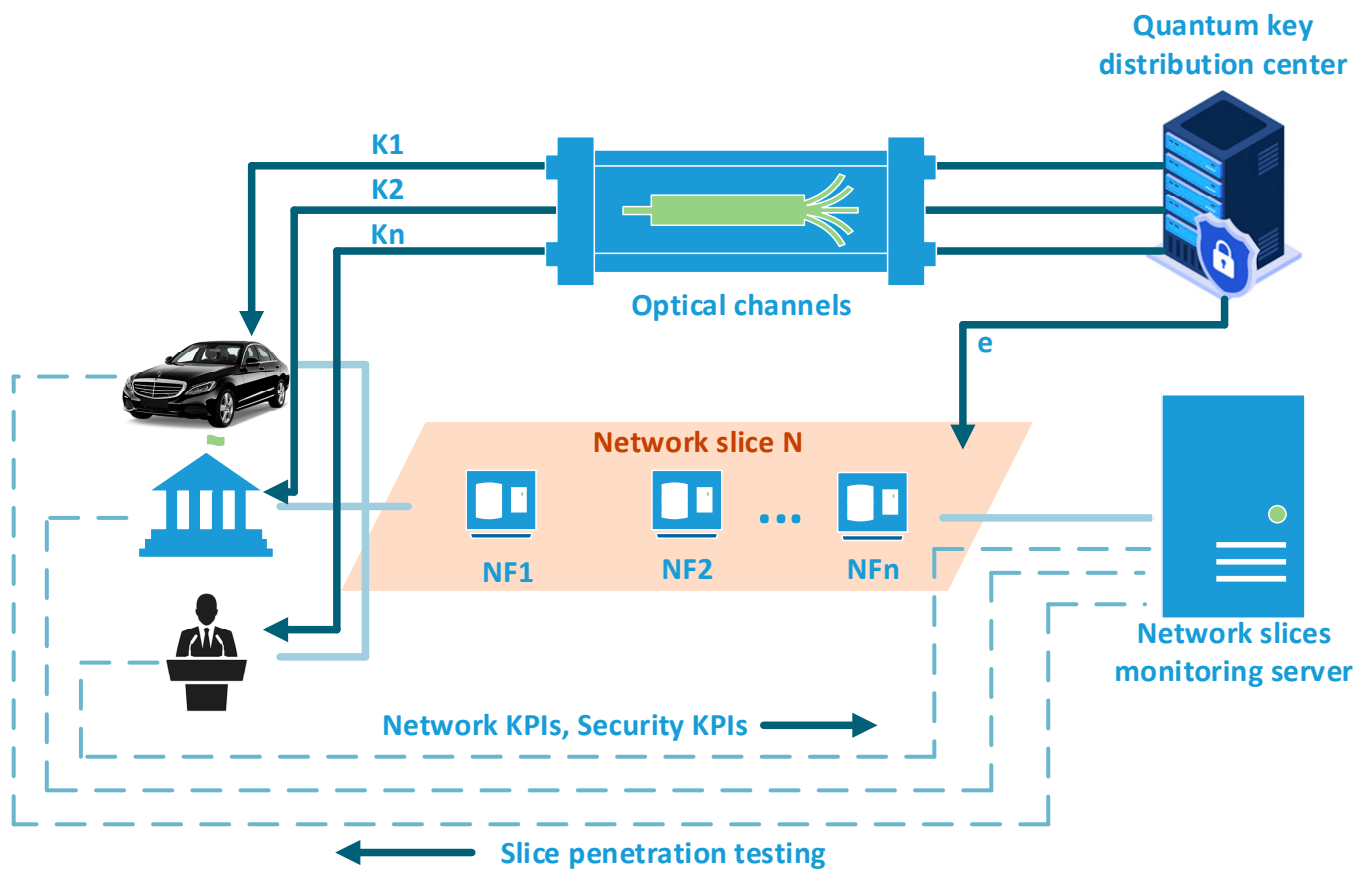 Quantum key
distribution center
K1
K2
Kn
Optical channels
e
Network slice N
NF1
NF2
...
NFn
Network slices
monitoring server
Network KPIs, Security KPIs
Slice penetration testing